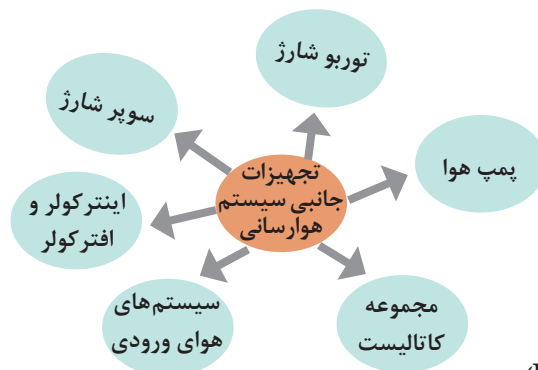 توربو شارژ
سوپر شارژ
پمپ هوا
تجهیزات
جانبی سیستم
هوارسانی
اینترکولر و
افترکولر
سیستم‌های
هوای ورودی
مجموعه
کاتالیست